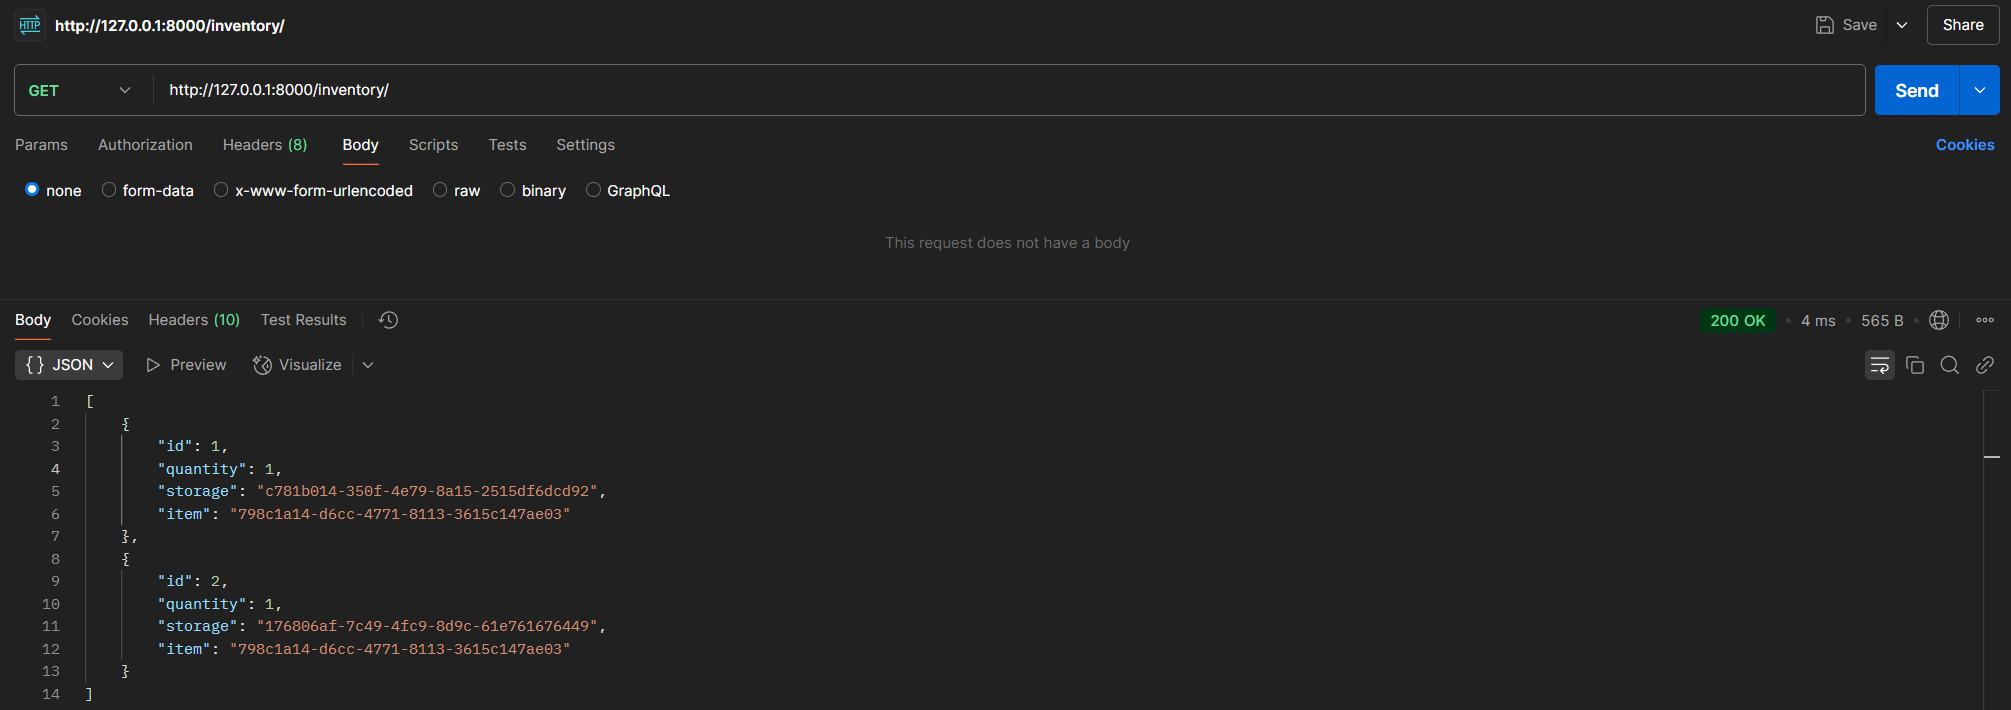 HTTP http://127.0.0.1:8000/inventory/ Save Share
GET http://127.0.0.1:8000/inventory/ Send
Params Authorization Headers (8) Body Scripts Tests Settings Cookies
none form-data x-www-form-urlencoded raw binary GraphQL
This request does not have a body
Body Cookies Headers (10) Test Results 200 OK • 4 ms • 565 B •
{} JSON Preview Visualize
1 [
2 {
3 "id": 1,
4 "quantity": 1,
5 "storage": "c781b014-350f-4e79-8a15-2515df6dcd92",
6 "item": "798c1a14-d6cc-4771-8113-3615c147ae03"
7 },
8 {
9 "id": 2,
10 "quantity": 1,
11 "storage": "176806af-7c49-4fc9-8d9c-61e761676449",
12 "item": "798c1a14-d6cc-4771-8113-3615c147ae03"
13 }
14 ]